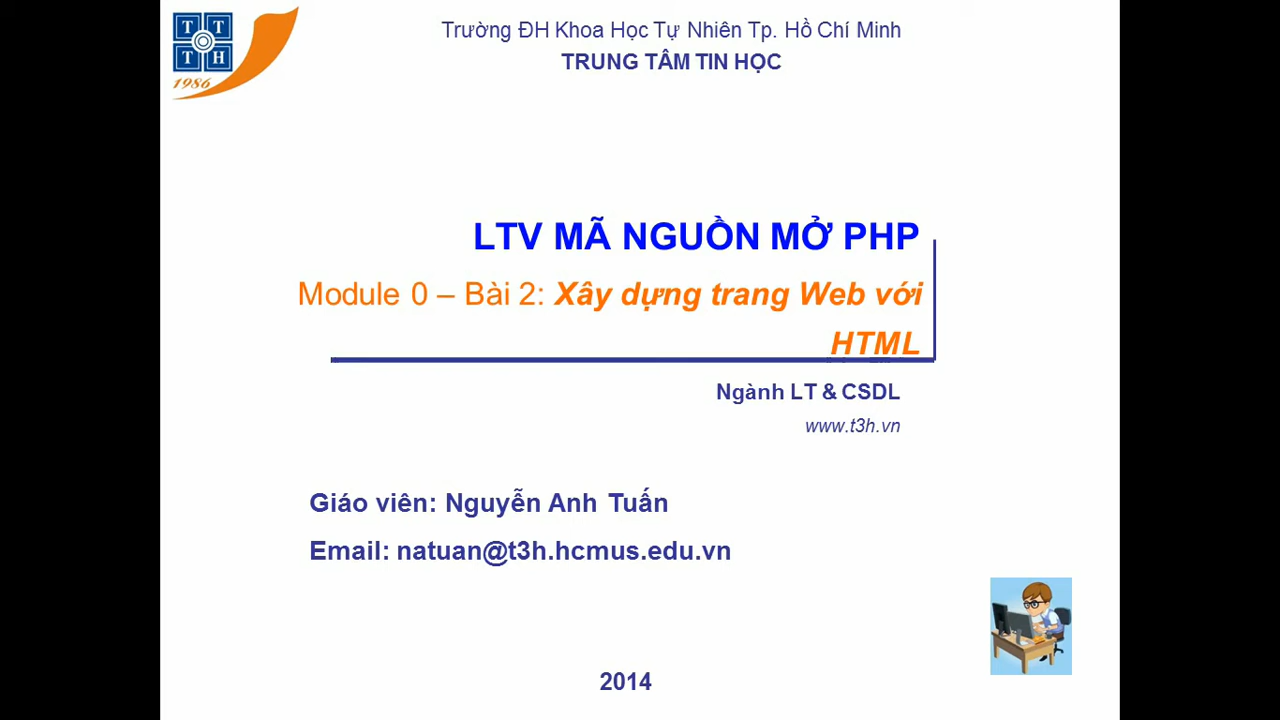 T T
T H
1986
Trường ĐH Khoa Học Tự Nhiên Tp. Hồ Chí Minh
TRUNG TÂM TIN HỌC
LTV MÃ NGUỒN MỞ PHP
Module 0 – Bài 2: Xây dựng trang Web với
HTML
Ngành LT & CSDL
www.t3h.vn
Giáo viên: Nguyễn Anh Tuấn
Email: natuan@t3h.hcmus.edu.vn
2014